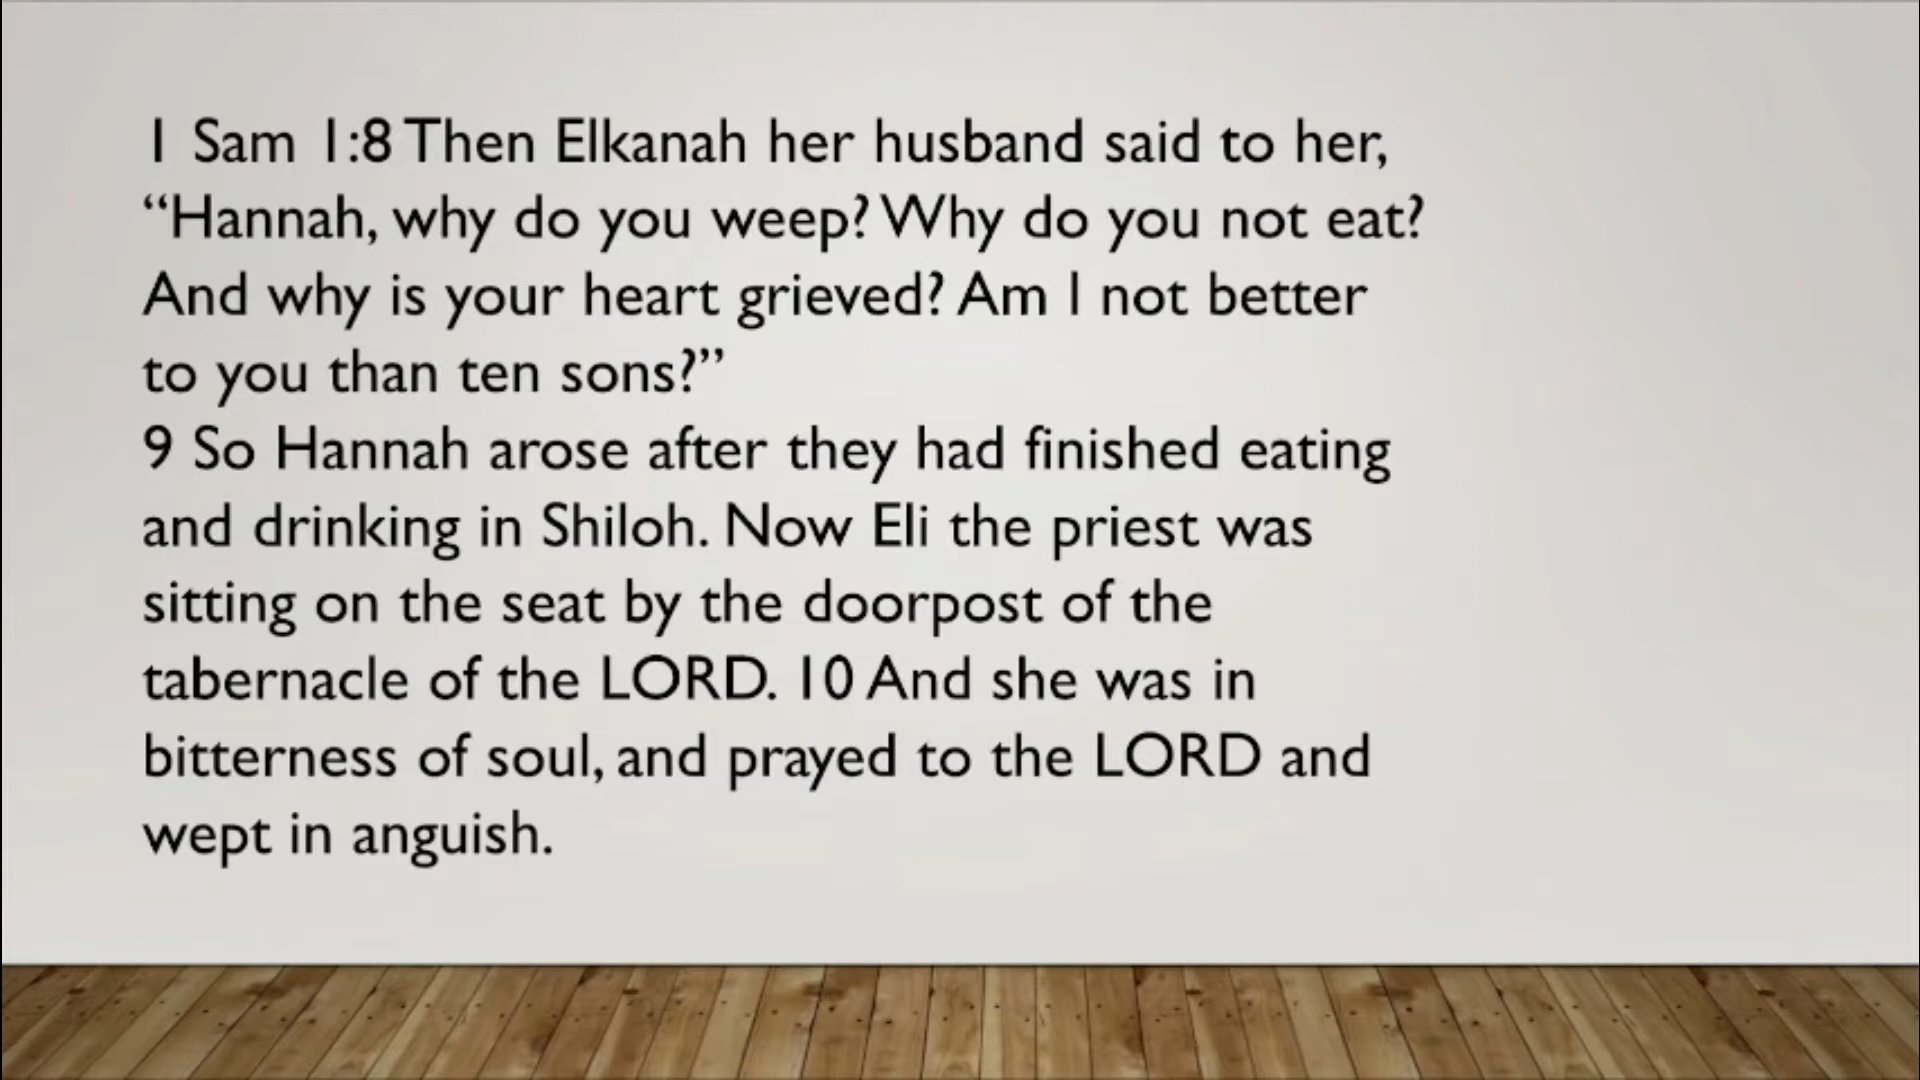 1 Sam 1:8 Then Elkanah her husband said to her,
“Hannah, why do you weep? Why do you not eat?
And why is your heart grieved? Am I not better
to you than ten sons?”
9 So Hannah arose after they had finished eating
and drinking in Shiloh. Now Eli the priest was
sitting on the seat by the doorpost of the
tabernacle of the LORD. 10 And she was in
bitterness of soul, and prayed to the LORD and
wept in anguish.